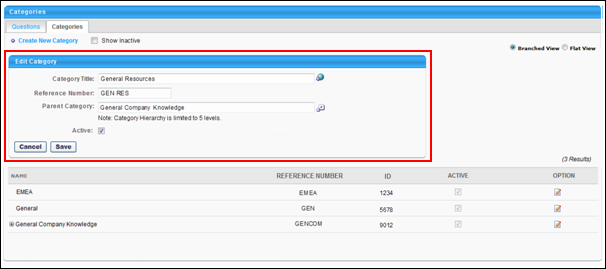 Categories
Questions Categories
Create New Category Show inactive
Branched View Flat View
Edit Category
Category Title: General Resources
Reference Number: GEN RES
Parent Category: General Company Knowledge
Note: Category Hierarchy is limited to 5 levels.
Active:
Cancel Save
(3 Results)
NAME REFERENCE NUMBER ID ACTIVE OPTION
EMEA EMEA 1234
General GEN 5678
General Company Knowledge GENCOM 9012